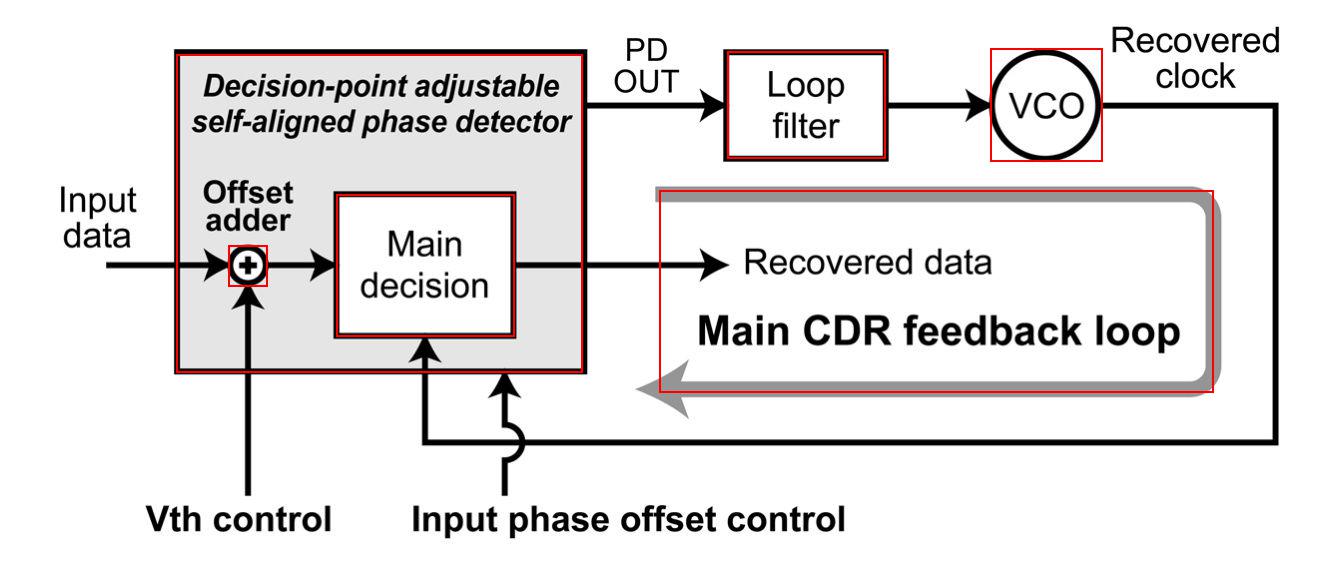 Decision-point adjustable
self-aligned phase detector
PD
OUT
Loop
filter
VCO
Recovered
clock
Input
data
Offset
adder
Main
decision
Recovered data
Main CDR feedback loop
Vth control
Input phase offset control